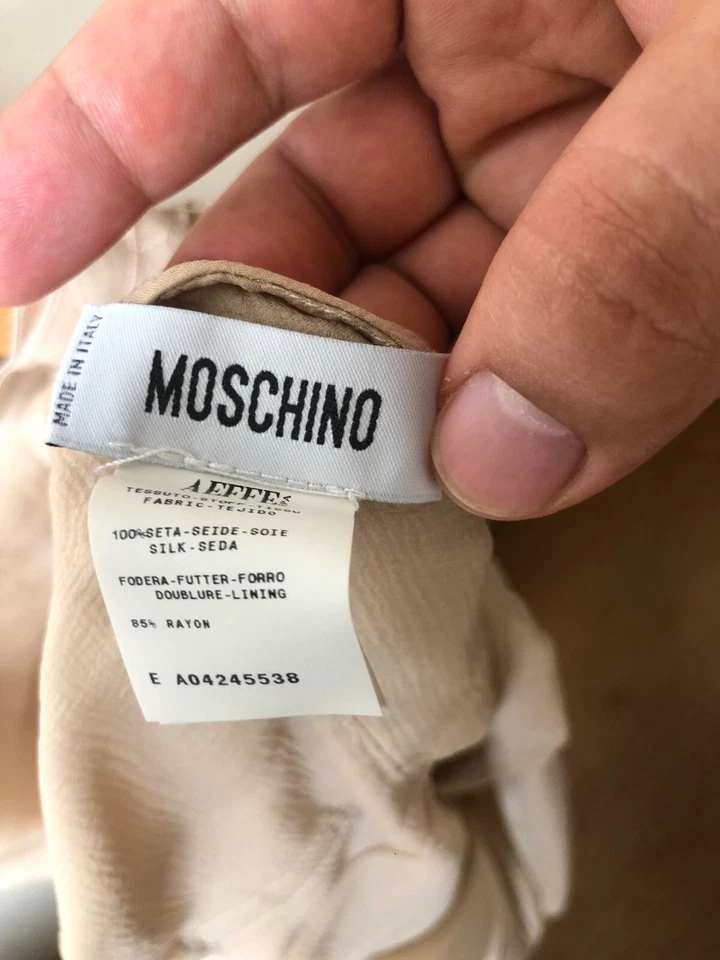 MADE IN ITALY
MOSCHINO
AEFFE
FABRIC-TEJIDO
100%SETA-SEIDE-SOIE
SILK-SEDA
FODERA-FUTTER-FORRO
DOUBLURE-LINING
85% RAYON
E A04245538